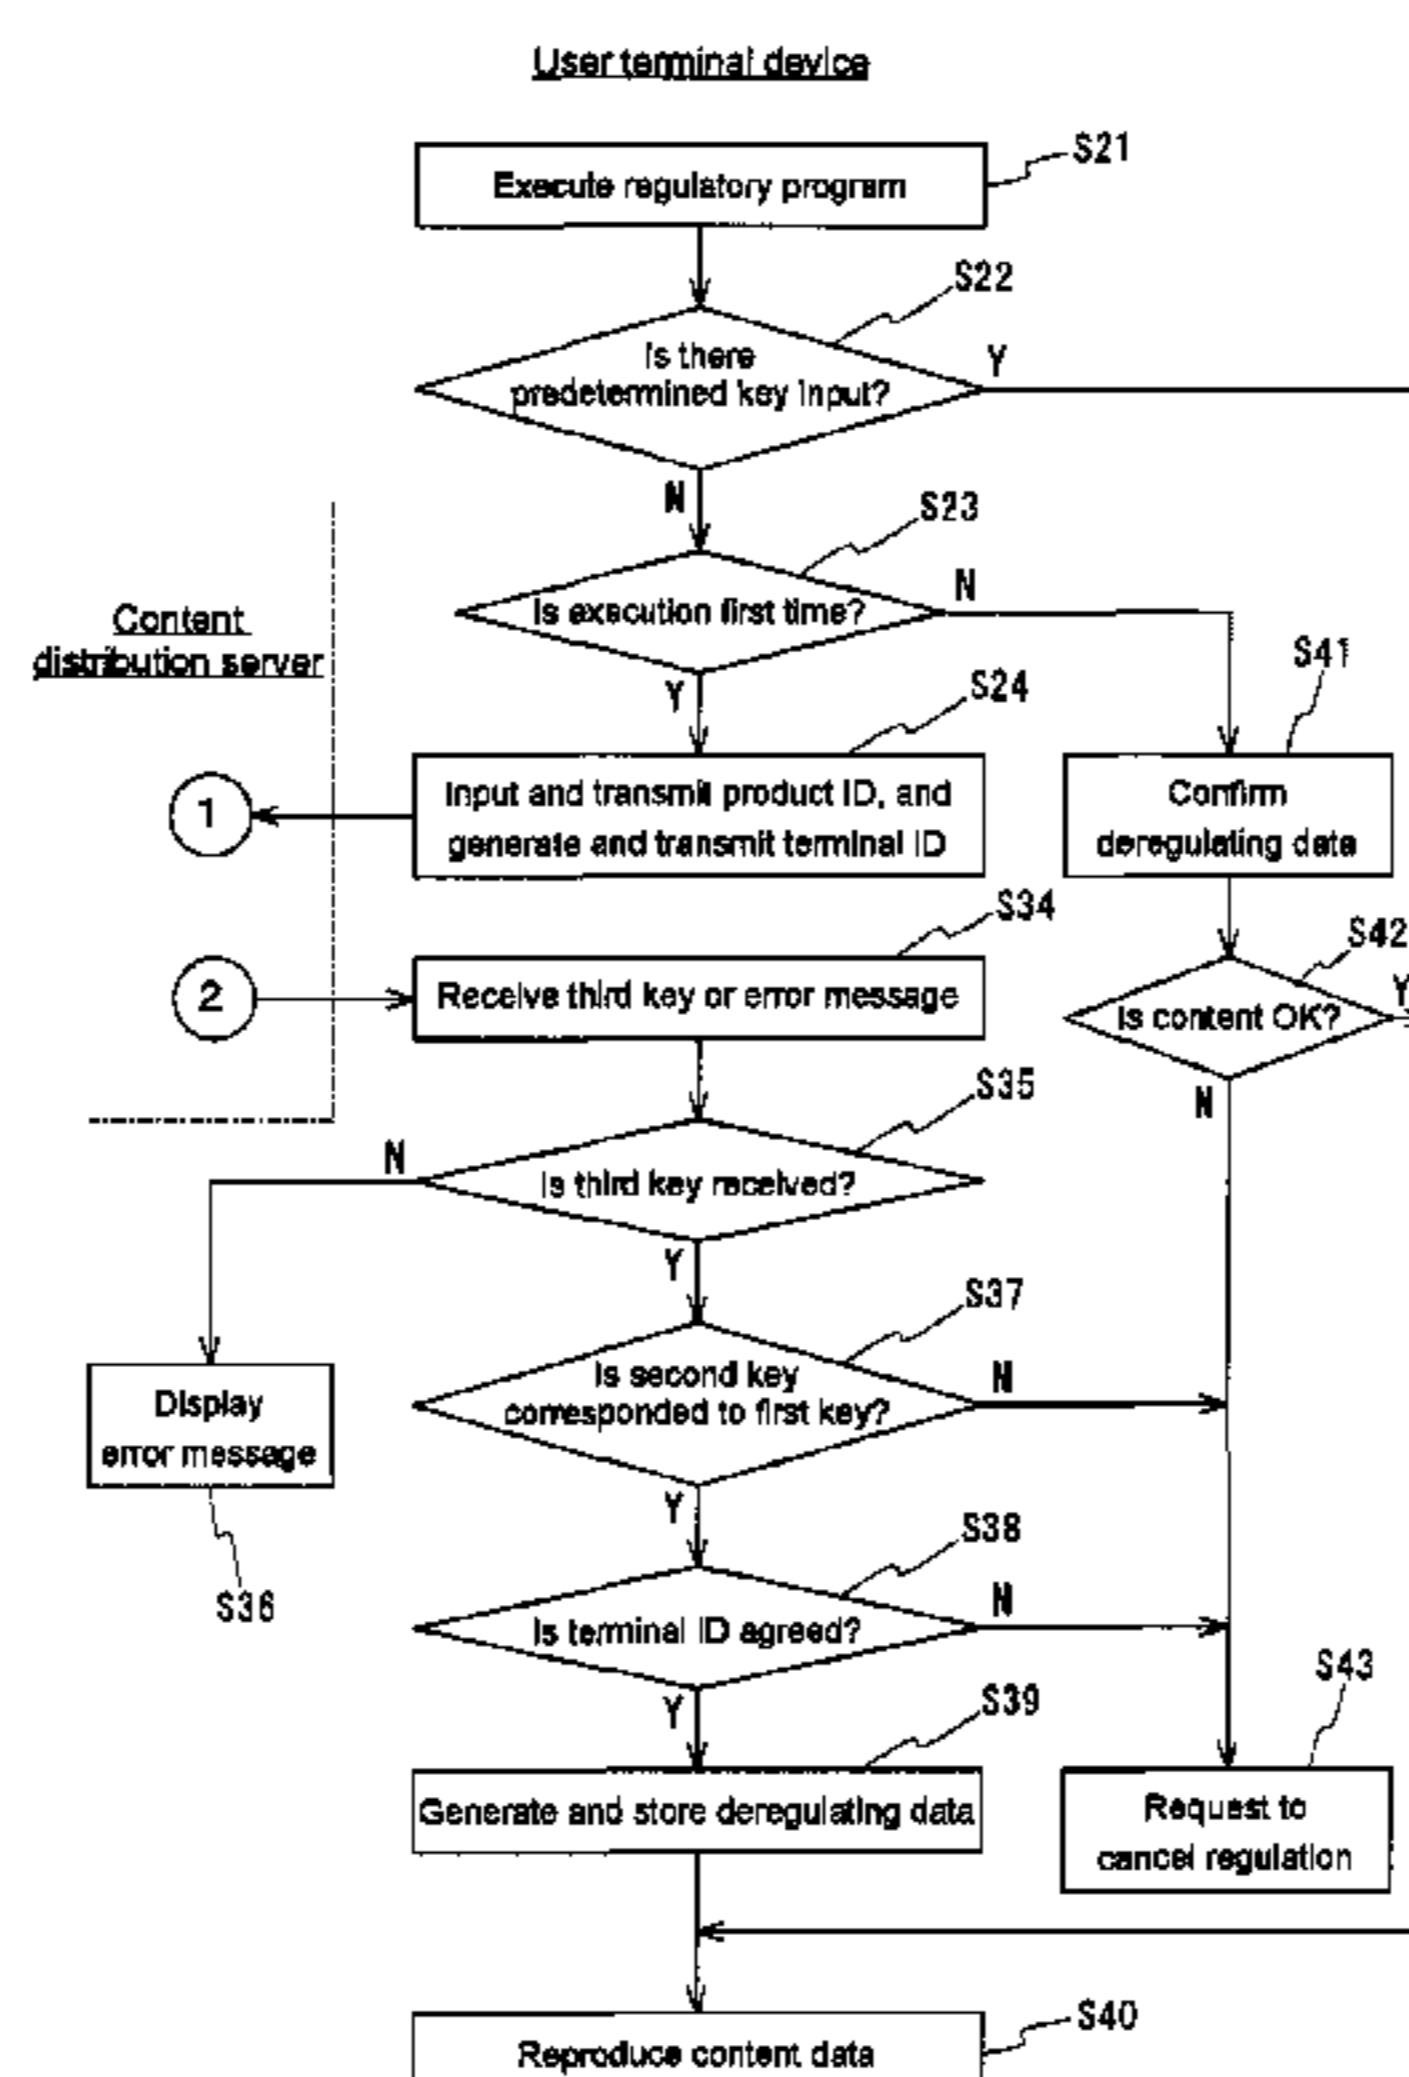 User terminal device
S21
Execute regulatory program
S22
Is there
predetermined key input?
Y
N
S23
Is execution first time?
N
Content
distribution server
Y
S24
S41
1
Input and transmit product ID, and
generate and transmit terminal ID
Confirm
deregulating data
S34
S42
2
Receive third key or error message
Is content OK?
Y
N
S35
N
Is third key received?
Y
S37
Is second key
corresponded to first key?
N
Display
error message
Y
S36
S38
Is terminal ID agreed?
N
Y
S39
S43
Generate and store deregulating data
Request to
cancel regulation
S40
Reproduce content data